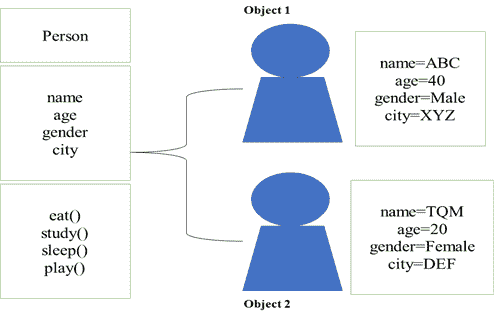 Person
name
age
gender
city
eat()
study()
sleep()
play()
Object 1
name=ABC
age=40
gender=Male
city=XYZ
name=TQM
age=20
gender=Female
city=DEF
Object 2